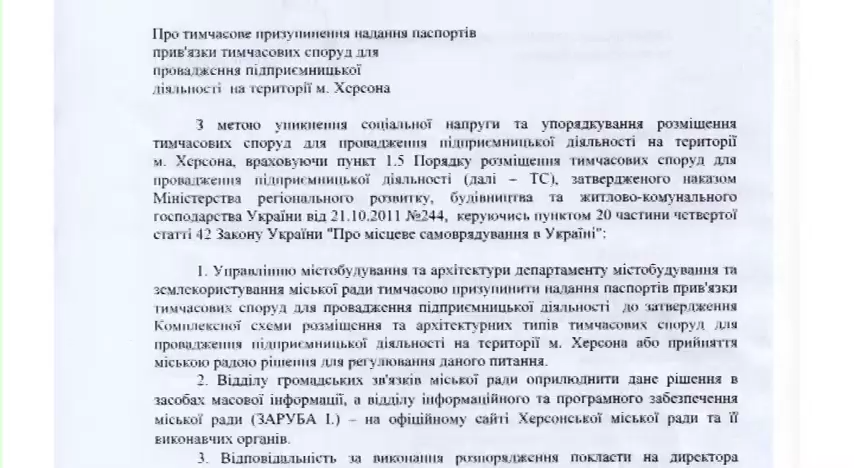 Про тимчасове призупинення надання паспортів
прив'язки тимчасових споруд для
провадження підприємницької
діяльності на території м. Херсона
З метою уникнення соціальної напруги та упорядкування розміщення
тимчасових споруд для провадження підприємницької діяльності на території
м. Херсона, враховуючи пункт 1.5 Порядку розміщення тимчасових споруд для
провадження підприємницької діяльності (далі – ТС), затвердженого наказом
Міністерства регіонального розвитку, будівництва та житлово-комунального
господарства України від 21.10.2011 №244, керуючись пунктом 20 частини четвертої
статті 42 Закону України "Про місцеве самоврядування в Україні":
1. Управлінню містобудування та архітектури департаменту містобудування та
землекористування міської ради тимчасово призупинити надання паспортів прив'язки
тимчасових споруд для провадження підприємницької діяльності до затвердження
Комплексної схеми розміщення та архітектурних типів тимчасових споруд для
провадження підприємницької діяльності на території м. Херсона або прийняття
міською радою рішення для регулювання даного питання.
2. Відділу громадських зв'язків міської ради оприлюднити дане рішення в
засобах масової інформації, а відділу інформаційного та програмного забезпечення
міської ради (ЗАРУБА І.) – на офіційному сайті Херсонської міської ради та її
виконавчих органів.
3. Відповідальність за виконання розпорядження покласти на директора